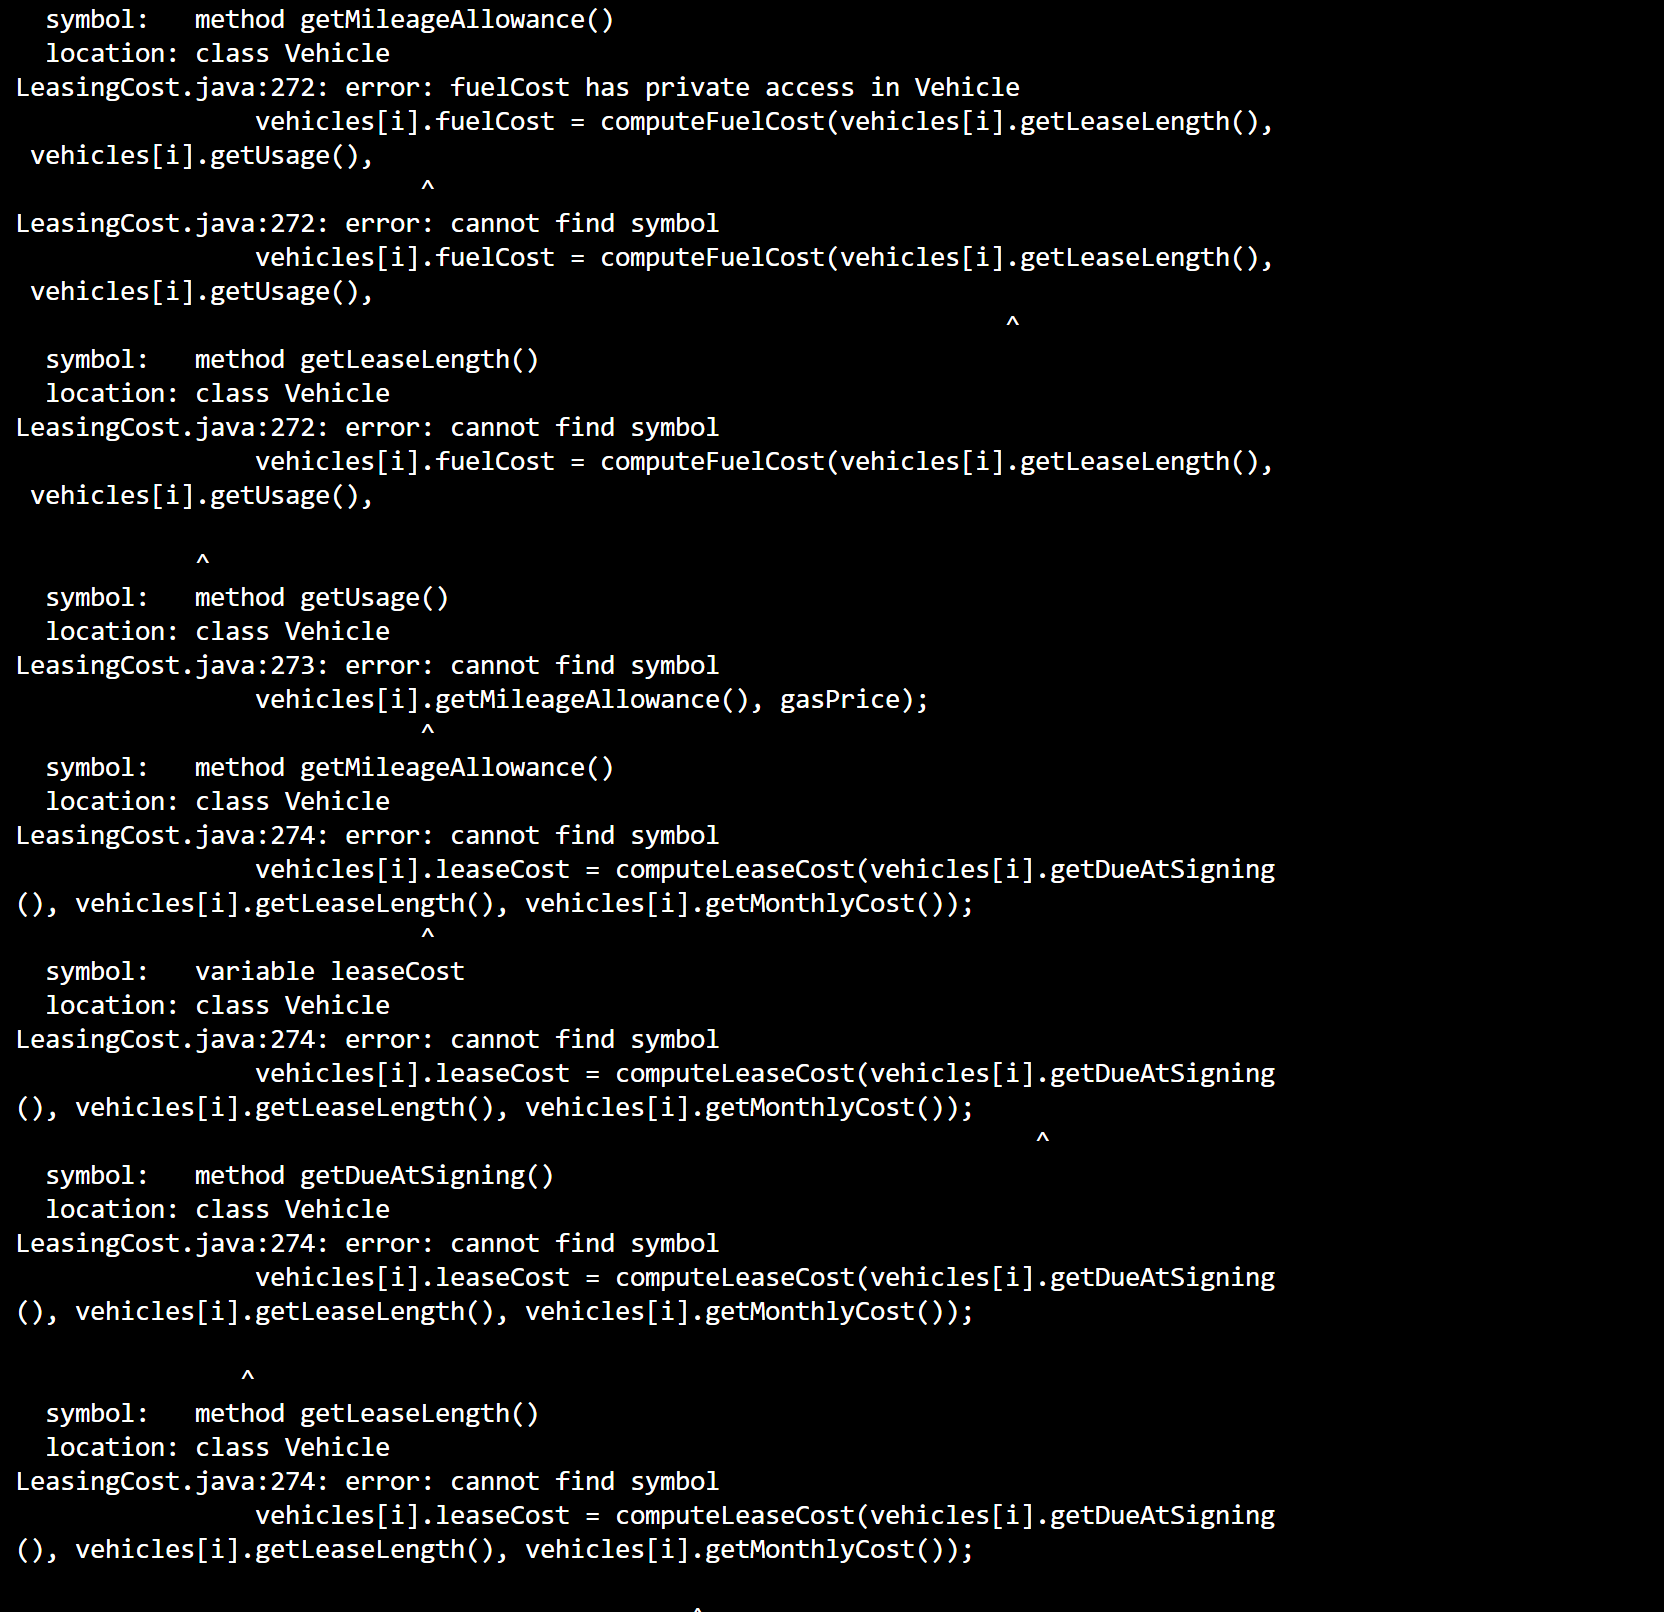 symbol:   method getMileageAllowance()
  location: class Vehicle
LeasingCost.java:272: error: fuelCost has private access in Vehicle
                vehicles[i].fuelCost = computeFuelCost(vehicles[i].getLeaseLength(),
 vehicles[i].getUsage(),
                           ^
LeasingCost.java:272: error: cannot find symbol
                vehicles[i].fuelCost = computeFuelCost(vehicles[i].getLeaseLength(),
 vehicles[i].getUsage(),
                                                                  ^
  symbol:   method getLeaseLength()
  location: class Vehicle
LeasingCost.java:272: error: cannot find symbol
                vehicles[i].fuelCost = computeFuelCost(vehicles[i].getLeaseLength(),
 vehicles[i].getUsage(),
            ^
  symbol:   method getUsage()
  location: class Vehicle
LeasingCost.java:273: error: cannot find symbol
                vehicles[i].getMileageAllowance(), gasPrice);
                           ^
  symbol:   method getMileageAllowance()
  location: class Vehicle
LeasingCost.java:274: error: cannot find symbol
                vehicles[i].leaseCost = computeLeaseCost(vehicles[i].getDueAtSigning
(), vehicles[i].getLeaseLength(), vehicles[i].getMonthlyCost());
                           ^
  symbol:   variable leaseCost
  location: class Vehicle
LeasingCost.java:274: error: cannot find symbol
                vehicles[i].leaseCost = computeLeaseCost(vehicles[i].getDueAtSigning
(), vehicles[i].getLeaseLength(), vehicles[i].getMonthlyCost());
                                                                    ^
  symbol:   method getDueAtSigning()
  location: class Vehicle
LeasingCost.java:274: error: cannot find symbol
                vehicles[i].leaseCost = computeLeaseCost(vehicles[i].getDueAtSigning
(), vehicles[i].getLeaseLength(), vehicles[i].getMonthlyCost());
               ^
  symbol:   method getLeaseLength()
  location: class Vehicle
LeasingCost.java:274: error: cannot find symbol
                vehicles[i].leaseCost = computeLeaseCost(vehicles[i].getDueAtSigning
(), vehicles[i].getLeaseLength(), vehicles[i].getMonthlyCost());
                                             ^